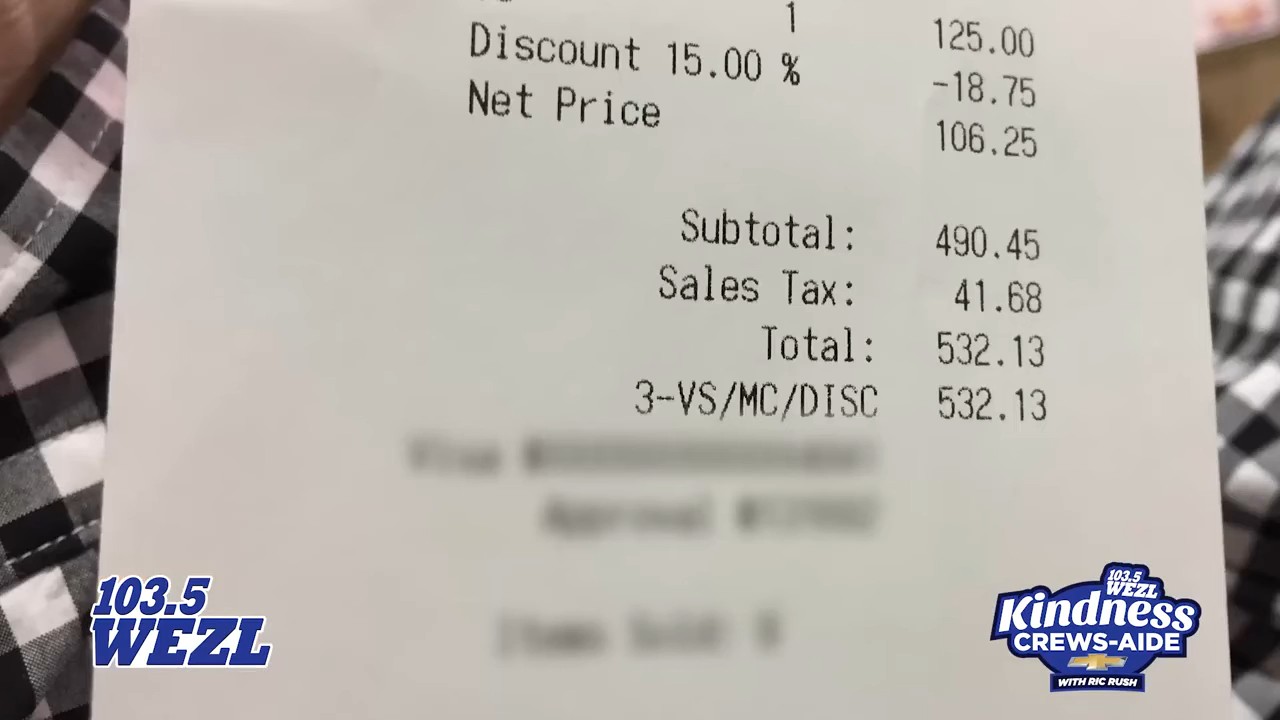 1 125.00
Discount 15.00 % -18.75
Net Price 106.25
Subtotal: 490.45
Sales Tax: 41.68
Total: 532.13
3-VS/MC/DISC 532.13
103.5
WEZL
103.5
WEZL
Kindness
CREWS-AIDE
WITH RIC RUSH